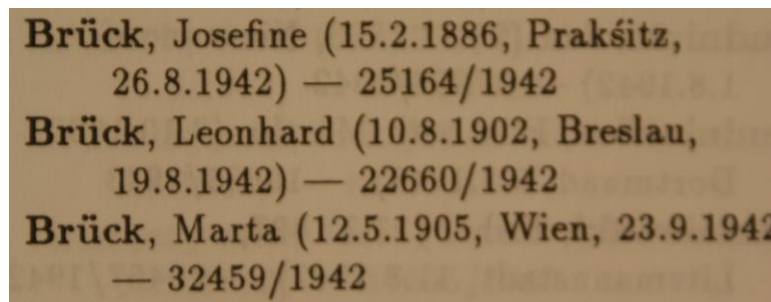 Brück, Josefine (15.2.1886, Prakśitz,
26.8.1942) — 25164/1942
Brück, Leonhard (10.8.1902, Breslau,
19.8.1942) — 22660/1942
Brück, Marta (12.5.1905, Wien, 23.9.1942
— 32459/1942